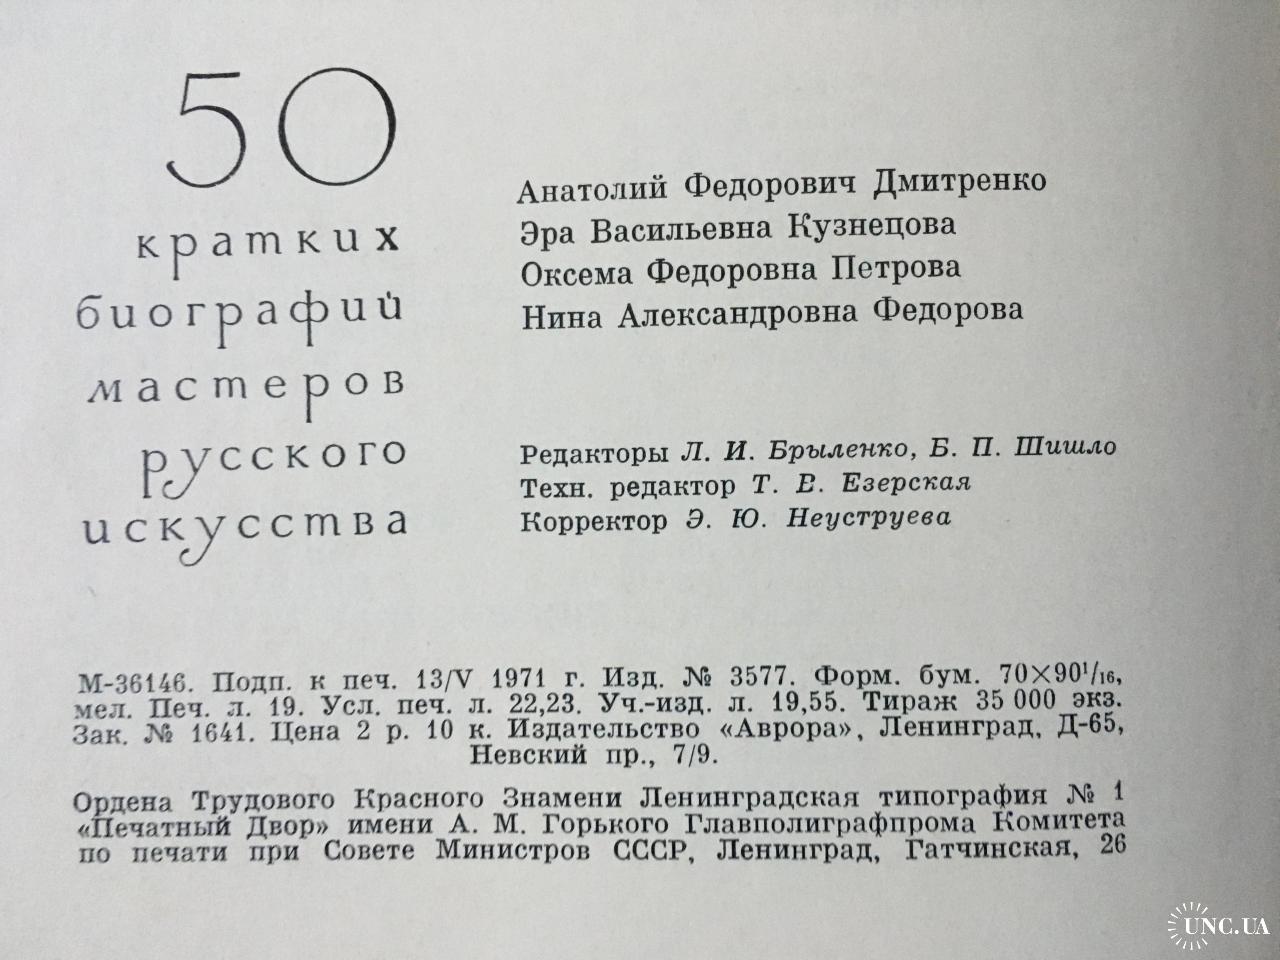 50
кратких
биографий
мастеров
русского
искусства
Анатолий Федорович Дмитренко
Эра Васильевна Кузнецова
Оксема Федоровна Петрова
Нина Александровна Федорова
Редакторы Л. И. Брыленко, Б. П. Шишло
Техн. редактор Т. В. Езерская
Корректор Э. Ю. Неуструева
М-36146. Подп. к печ. 13/V 1971 г. Изд. № 3577. Форм. бум. 70×90¹/₁₆,
мел. Печ. л. 19. Усл. печ. л. 22,23. Уч.-изд. л. 19,55. Тираж 35 000 экз.
Зак. № 1641. Цена 2 р. 10 к. Издательство «Аврора», Ленинград, Д-65,
Невский пр., 7/9.
Ордена Трудового Красного Знамени Ленинградская типография № 1
«Печатный Двор» имени А. М. Горького Главполиграфпрома Комитета
по печати при Совете Министров СССР, Ленинград, Гатчинская, 26
UNC.UA